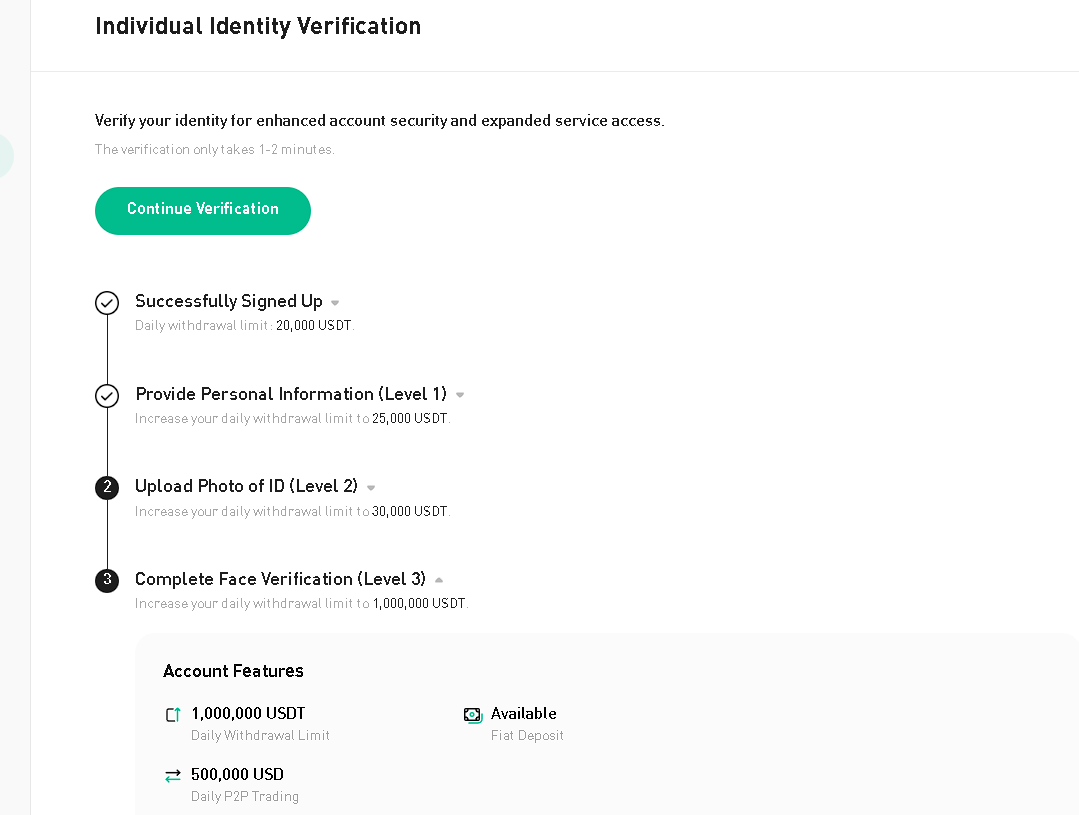 Individual Identity Verification
Verify your identity for enhanced account security and expanded service access.
The verification only takes 1-2 minutes.
Continue Verification
Successfully Signed Up
Daily withdrawal limit: 20,000 USDT.
Provide Personal Information (Level 1)
Increase your daily withdrawal limit to 25,000 USDT.
2 Upload Photo of ID (Level 2)
Increase your daily withdrawal limit to 30,000 USDT.
3 Complete Face Verification (Level 3)
Increase your daily withdrawal limit to 1,000,000 USDT.
Account Features
1,000,000 USDT
Daily Withdrawal Limit
Available
Fiat Deposit
500,000 USD
Daily P2P Trading